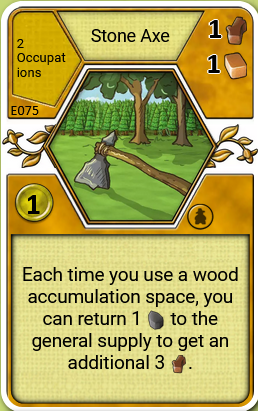 Stone Axe
1
1
2
Occupat
ions
E075
1
Each time you use a wood
accumulation space, you
can return 1 to the
general supply to get an
additional 3 .